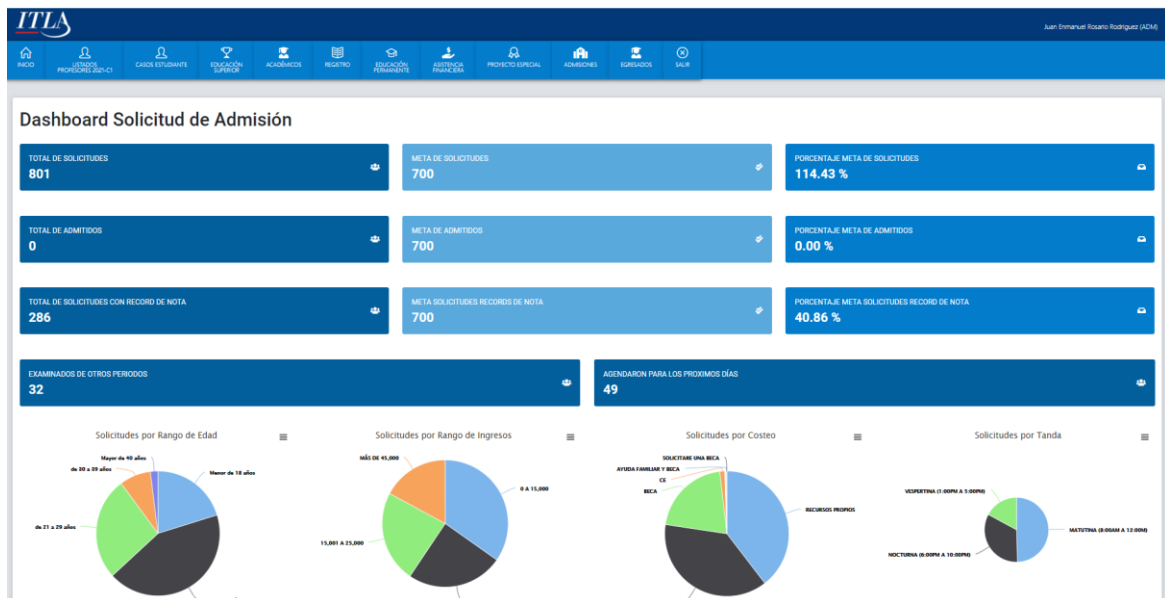 ITLA
Juan Enmanuel Rosario Rodriguez (ADM)
INICIO
LISTADOS
PROFESORES 2021-C1
CASOS ESTUDIANTE
EDUCACIÓN
SUPERIOR
ACADÉMICOS
REGISTRO
EDUCACIÓN
PERMANENTE
ASISTENCIA
FINANCIERA
PROYECTO ESPECIAL
ADMISIONES
EGRESADOS
SALIR
Dashboard Solicitud de Admisión
TOTAL DE SOLICITUDES
801
META DE SOLICITUDES
700
PORCENTAJE META DE SOLICITUDES
114.43 %
TOTAL DE ADMITIDOS
0
META DE ADMITIDOS
700
PORCENTAJE META DE ADMITIDOS
0.00 %
TOTAL DE SOLICITUDES CON RECORD DE NOTA
286
META SOLICITUDES RECORDS DE NOTA
700
PORCENTAJE META SOLICITUDES RECORD DE NOTA
40.86 %
EXAMINADOS DE OTROS PERIODOS
32
AGENDARON PARA LOS PROXIMOS DÍAS
49
Solicitudes por Rango de Edad
Mayor de 40 años
de 30 a 39 años
Menor de 18 años
de 21 a 29 años
Solicitudes por Rango de Ingresos
MÁS DE 45,000
0 A 15,000
15,001 A 25,000
Solicitudes por Costeo
SOLICITARE UNA BECA
AYUDA FAMILIAR Y BECA
CE
BECA
RECURSOS PROPIOS
Solicitudes por Tanda
VESPERTINA (1:00PM A 5:00PM)
MATUTINA (8:00AM A 12:00M)
NOCTURNA (6:00PM A 10:00PM)